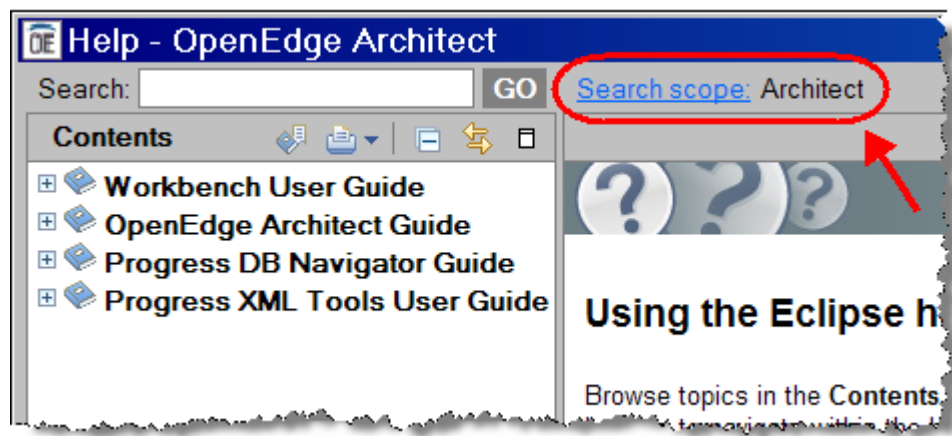 OE Help - OpenEdge Architect
Search: GO Search scope: Architect
Contents
Workbench User Guide
OpenEdge Architect Guide
Progress DB Navigator Guide
Progress XML Tools User Guide
Using the Eclipse h
Browse topics in the Contents